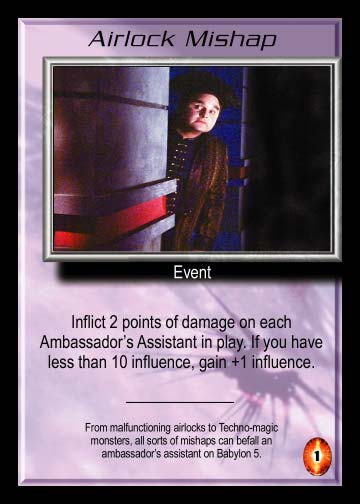 Airlock Mishap
Event
Inflict 2 points of damage on each
Ambassador's Assistant in play. If you have
less than 10 influence, gain +1 influence.
From malfunctioning airlocks to Techno-magic
monsters, all sorts of mishaps can befall an
ambassador's assistant on Babylon 5.
1